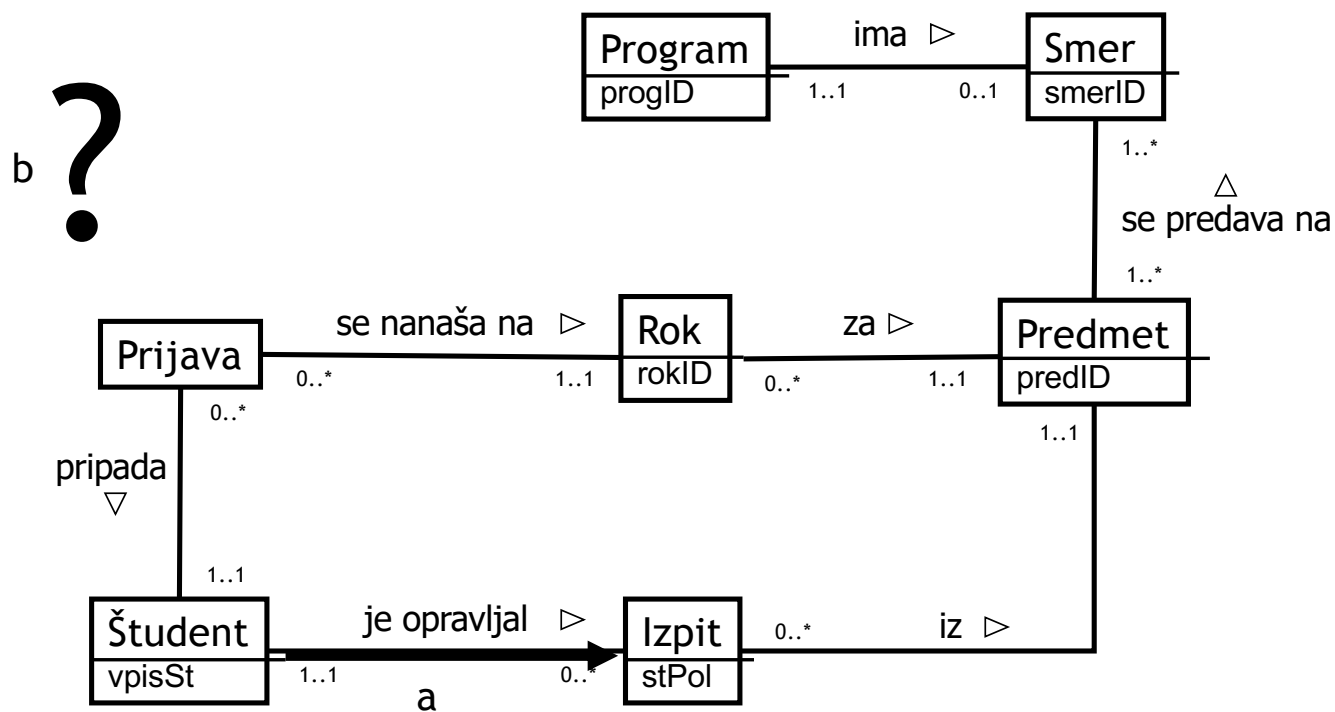 ima ▷
Program
progID
1..1
0..1
Smer
smerID
b ?
1..*
△
se predava na
1..*
Prijava
se nanaša na ▷
0..*
1..1
Rok
rokID
za ▷
0..*
1..1
Predmet
predID
0..*
1..1
pripada
▽
1..1
Študent
vpisSt
je opravljal ▷
1..1
0..*
a
Izpit
stPol
0..*
iz ▷